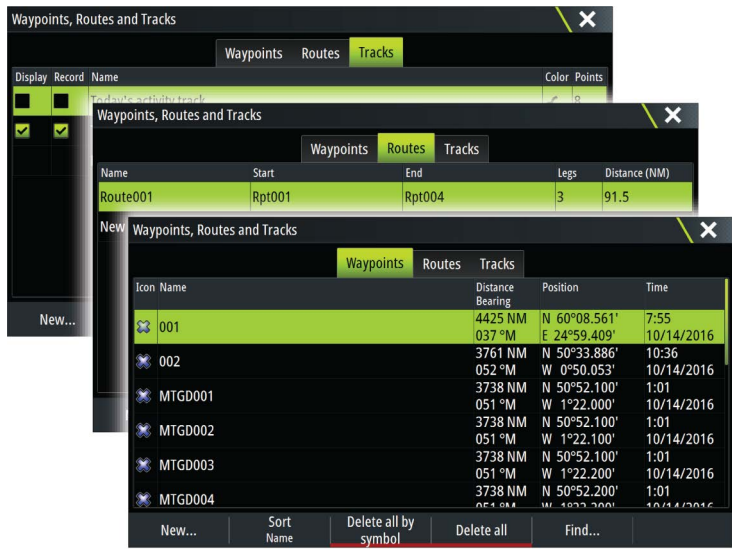 Waypoints, Routes and Tracks
Waypoints Routes Tracks
Display Record Name Color Points
Today's activity track 8
New...
Waypoints, Routes and Tracks
Waypoints Routes Tracks
Name Start End Legs Distance (NM)
Route001 Rpt001 Rpt004 3 91.5
New
Waypoints, Routes and Tracks
Waypoints Routes Tracks
Icon Name Distance Bearing Position Time
001 4425 NM N 60°08.561' 7:55
037 °M E 24°59.409' 10/14/2016
002 3761 NM N 50°33.886' 10:36
052 °M W 0°50.053' 10/14/2016
MTGD001 3738 NM N 50°52.100' 1:01
051 °M W 1°22.000' 10/14/2016
MTGD002 3738 NM N 50°52.100' 1:01
051 °M W 1°22.100' 10/14/2016
MTGD003 3738 NM N 50°52.100' 1:01
051 °M W 1°22.200' 10/14/2016
MTGD004 3738 NM N 50°52.200' 1:01
New... Sort Name Delete all by symbol Delete all Find...